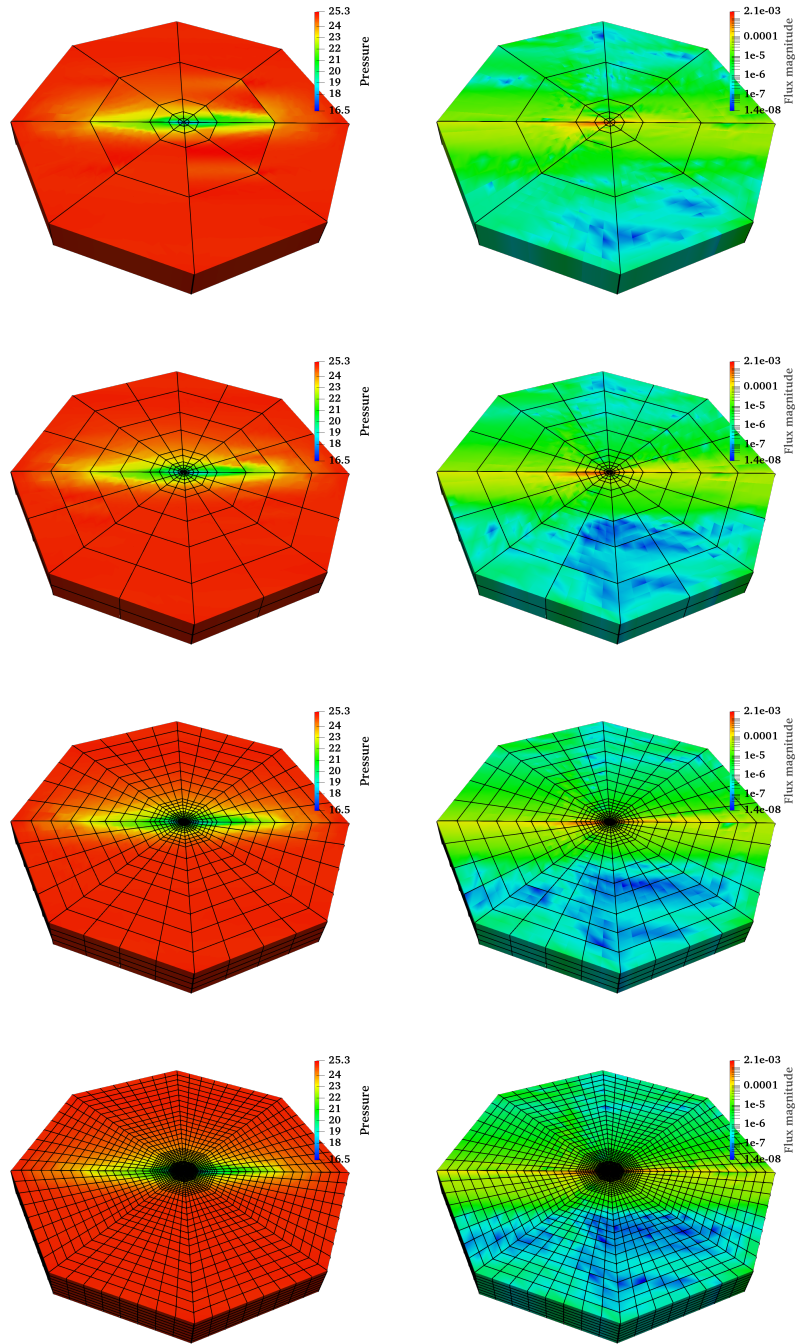 25.3
24
23
22
21
20
19
18
16.5
Pressure
2.1e-03
0.0001
1e-5
1e-6
1e-7
1.4e-08
Flux magnitude
25.3
24
23
22
21
20
19
18
16.5
Pressure
2.1e-03
0.0001
1e-5
1e-6
1e-7
1.4e-08
Flux magnitude
25.3
24
23
22
21
20
19
18
16.5
Pressure
2.1e-03
0.0001
1e-5
1e-6
1e-7
1.4e-08
Flux magnitude
25.3
24
23
22
21
20
19
18
16.5
Pressure
2.1e-03
0.0001
1e-5
1e-6
1e-7
1.4e-08
Flux magnitude